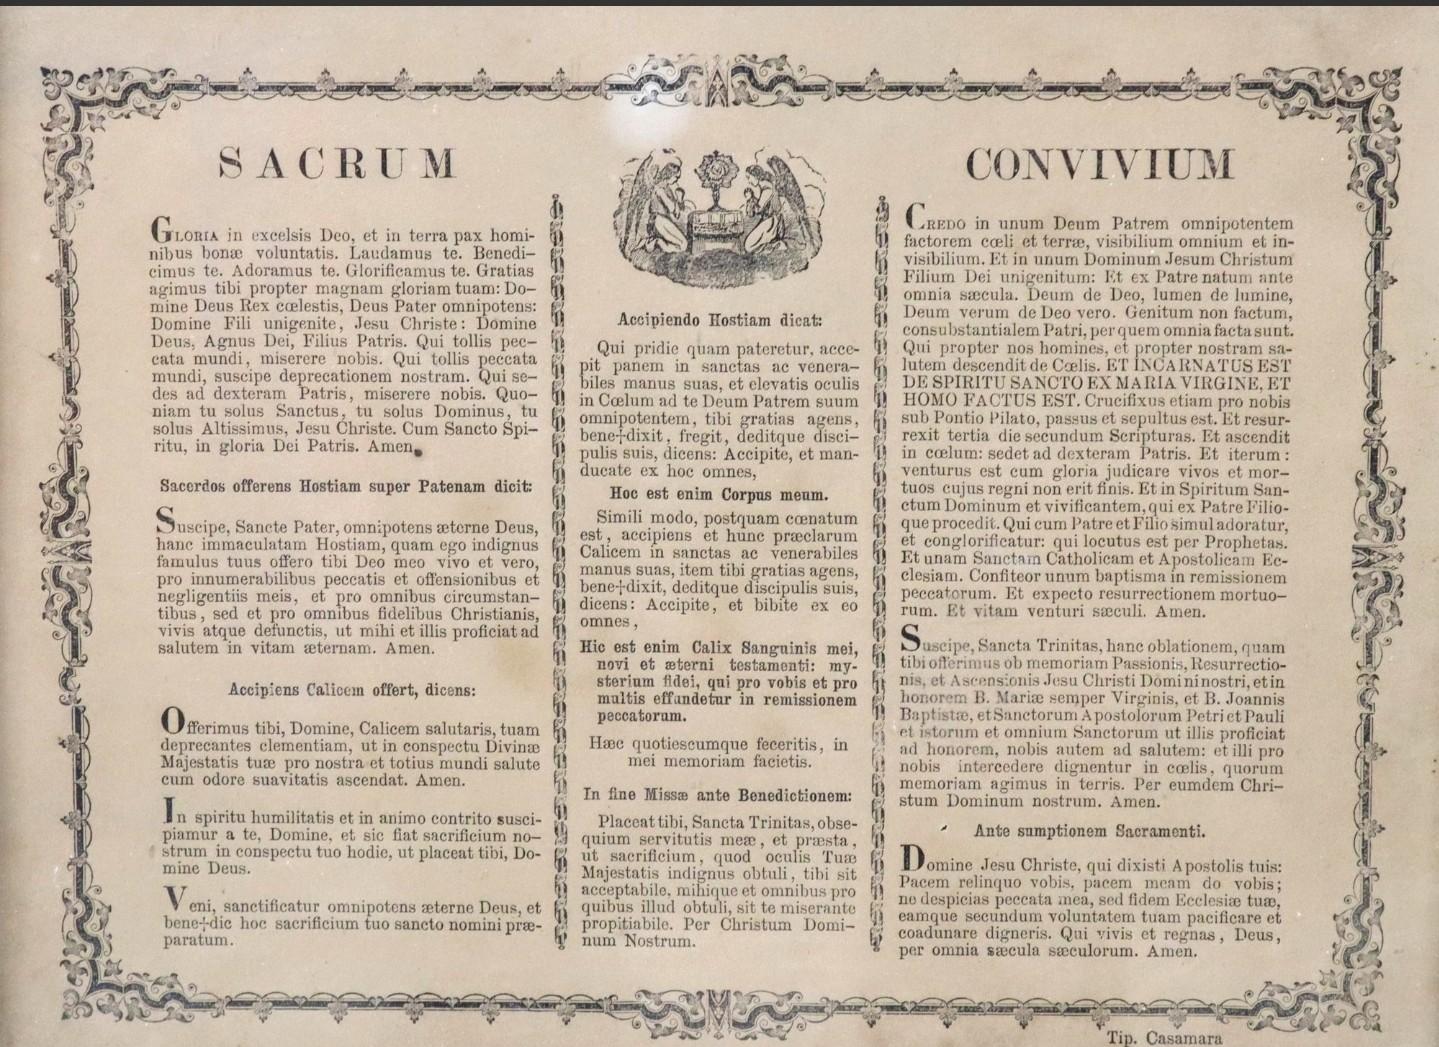 SACRUM
GLORIA in excelsis Deo, et in terra pax homi-
nibus bonæ voluntatis. Laudamus te. Benedi-
cimus te. Adoramus te. Glorificamus te. Gratias
agimus tibi propter magnam gloriam tuam: Do-
mine Deus Rex cœlestis, Deus Pater omnipotens:
Domine Fili unigenite, Jesu Christe: Domine
Deus, Agnus Dei, Filius Patris. Qui tollis pec-
cata mundi, miserere nobis. Qui tollis peccata
mundi, suscipe deprecationem nostram. Qui se-
des ad dexteram Patris, miserere nobis. Quo-
niam tu solus Sanctus, tu solus Dominus, tu
solus Altissimus, Jesu Christe. Cum Sancto Spi-
ritu, in gloria Dei Patris. Amen.
Sacerdos offerens Hostiam super Patenam dicit:
Suscipe, Sancte Pater, omnipotens æterne Deus,
hanc immaculatam Hostiam, quam ego indignus
famulus tuus offero tibi Deo meo vivo et vero,
pro innumerabilibus peccatis et offensionibus et
negligentiis meis, et pro omnibus circumstan-
tibus, sed et pro omnibus fidelibus Christianis,
vivis atque defunctis, ut mihi et illis proficiat ad
salutem in vitam æternam. Amen.
Accipiens Calicem offert, dicens:
Offerimus tibi, Domine, Calicem salutaris, tuam
deprecantes clementiam, ut in conspectu Divinæ
Majestatis tuæ pro nostra et totius mundi salute
cum odore suavitatis ascendat. Amen.
In spiritu humilitatis et in animo contrito susci-
piamur a te, Domine, et sic fiat sacrificium no-
strum in conspectu tuo hodie, ut placeat tibi, Do-
mine Deus.
Veni, sanctificatur omnipotens æterne Deus, et
bene†dic hoc sacrificium tuo sancto nomini præ-
paratum.
Accipiendo Hostiam dicat:
Qui pridie quam pateretur, acce-
pit panem in sanctas ac venera-
biles manus suas, et elevatis oculis
in Cœlum ad te Deum Patrem suum
omnipotentem, tibi gratias agens,
bene†dixit, fregit, deditque disci-
pulis suis, dicens: Accipite, et man-
ducate ex hoc omnes,
Hoc est enim Corpus meum.
Simili modo, postquam cœnatum
est, accipiens et hunc præclarum
Calicem in sanctas ac venerabiles
manus suas, item tibi gratias agens,
bene†dixit, deditque discipulis suis,
dicens: Accipite, et bibite ex eo
omnes,
Hic est enim Calix Sanguinis mei,
novi et æterni testamenti: my-
sterium fidei, qui pro vobis et pro
multis effundetur in remissionem
peccatorum.
Hæc quotiescumque feceritis, in
mei memoriam facietis.
In fine Missæ ante Benedictionem:
Placeat tibi, Sancta Trinitas, obse-
quium servitutis meæ, et præsta,
ut sacrificium, quod oculis Tuæ
Majestatis indignus obtuli, tibi sit
acceptabile, mihique et omnibus pro
quibus illud obtuli, sit te miserante
propitiabile. Per Christum Domi-
num Nostrum.
CONVIVIUM
CREDO in unum Deum Patrem omnipotentem
factorem cœli et terræ, visibilium omnium et in-
visibilium. Et in unum Dominum Jesum Christum
Filium Dei unigenitum: Et ex Patre natum ante
omnia sæcula. Deum de Deo, lumen de lumine,
Deum verum de Deo vero. Genitum non factum,
consubstantialem Patri, per quem omnia facta sunt.
Qui propter nos homines, et propter nostram sa-
lutem descendit de Cœlis. ET INCARNATUS EST
DE SPIRITU SANCTO EX MARIA VIRGINE, ET
HOMO FACTUS EST. Crucifixus etiam pro nobis
sub Pontio Pilato, passus et sepultus est. Et resur-
rexit tertia die secundum Scripturas. Et ascendit
in cœlum: sedet ad dexteram Patris. Et iterum:
venturus est cum gloria judicare vivos et mor-
tuos cujus regni non erit finis. Et in Spiritum San-
ctum Dominum et vivificantem, qui ex Patre Filio-
que procedit. Qui cum Patre et Filio simul adoratur,
et conglorificatur: qui locutus est per Prophetas.
Et unam Sanctam Catholicam et Apostolicam Ec-
clesiam. Confiteor unum baptisma in remissionem
peccatorum. Et expecto resurrectionem mortuo-
rum. Et vitam venturi sæculi. Amen.
Suscipe, Sancta Trinitas, hanc oblationem, quam
tibi offerimus ob memoriam Passionis, Resurrectio-
nis, et Ascensionis Jesu Christi Domini nostri, et in
honorem B. Mariæ semper Virginis, et B. Joannis
Baptistæ, et Sanctorum Apostolorum Petri et Pauli
et istorum et omnium Sanctorum ut illis proficiat
ad honorem, nobis autem ad salutem: et illi pro
nobis intercedere dignentur in cœlis, quorum
memoriam agimus in terris. Per eumdem Chri-
stum Dominum nostrum. Amen.
Ante sumptionem Sacramenti.
Domine Jesu Christe, qui dixisti Apostolis tuis:
Pacem relinquo vobis, pacem meam do vobis;
ne despicias peccata mea, sed fidem Ecclesiæ tuæ,
eamque secundum voluntatem tuam pacificare et
coadunare digneris. Qui vivis et regnas, Deus,
per omnia sæcula sæculorum. Amen.
Tip. Casamara